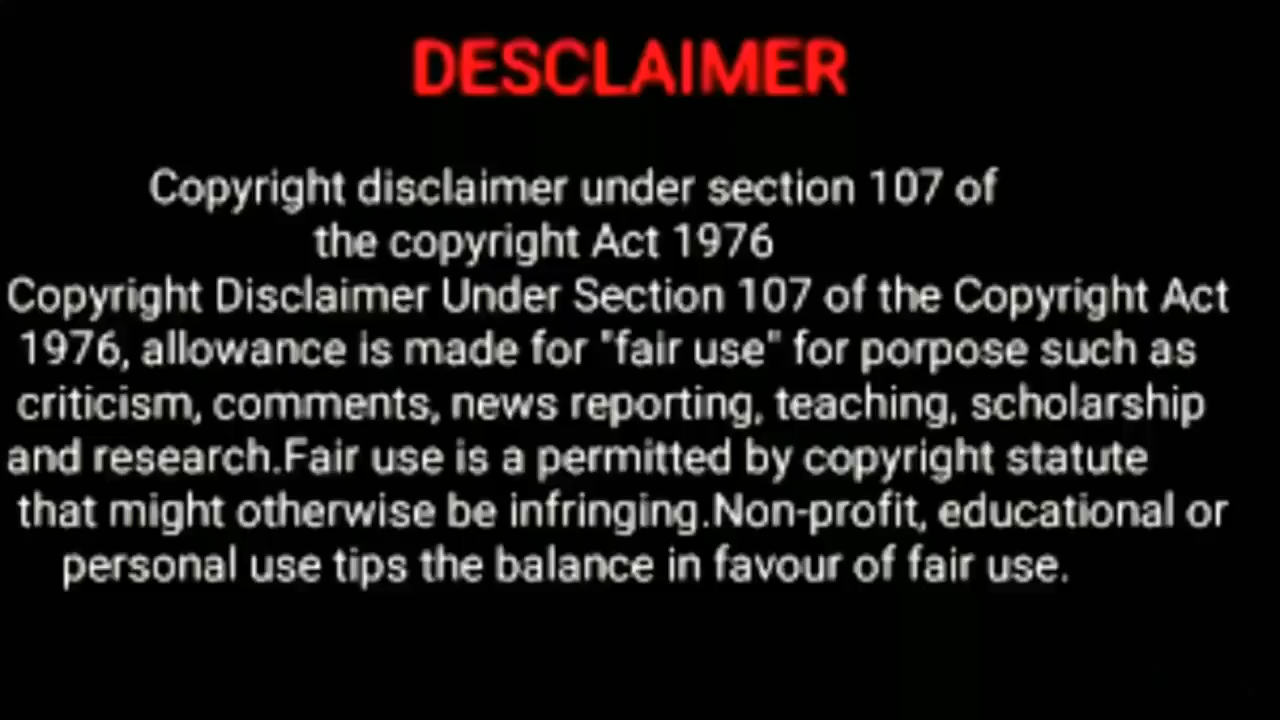 DESCLAIMER
Copyright disclaimer under section 107 of
the copyright Act 1976
Copyright Disclaimer Under Section 107 of the Copyright Act
1976, allowance is made for "fair use" for porpose such as
criticism, comments, news reporting, teaching, scholarship
and research.Fair use is a permitted by copyright statute
that might otherwise be infringing.Non-profit, educational or
personal use tips the balance in favour of fair use.